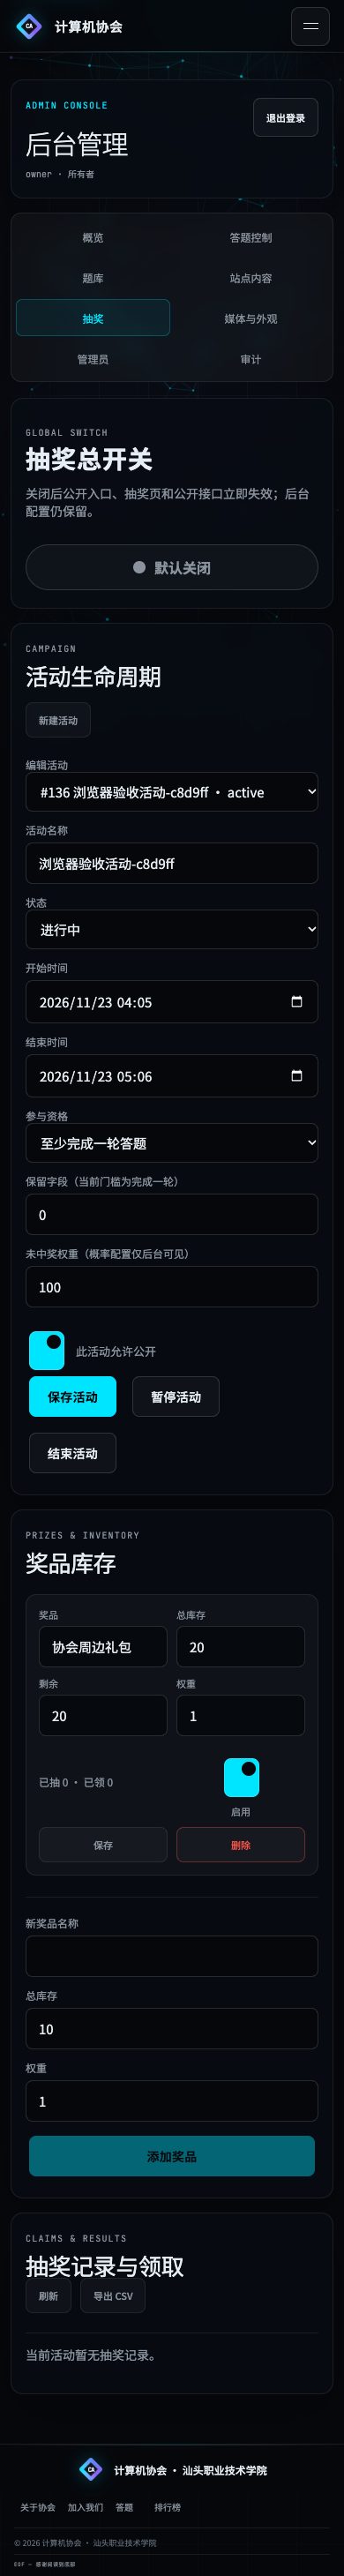 CA 计算机协会
ADMIN CONSOLE
后台管理
退出登录
owner · 所有者
概览
答题控制
题库
站点内容
抽奖
媒体与外观
管理员
审计
GLOBAL SWITCH
抽奖总开关
关闭后公开入口、抽奖页和公开接口立即失效；后台
配置仍保留。
默认关闭
CAMPAIGN
活动生命周期
新建活动
编辑活动
#136 浏览器验收活动-c8d9ff · active
活动名称
浏览器验收活动-c8d9ff
状态
进行中
开始时间
2026/11/23 04:05
结束时间
2026/11/23 05:06
参与资格
至少完成一轮答题
保留字段（当前门槛为完成一轮）
0
未中奖权重（概率配置仅后台可见）
100
此活动允许公开
保存活动
暂停活动
结束活动
PRIZES & INVENTORY
奖品库存
奖品
总库存
协会周边礼包
20
剩余
权重
20
1
已抽 0 · 已领 0
启用
保存
删除
新奖品名称
总库存
10
权重
1
添加奖品
CLAIMS & RESULTS
抽奖记录与领取
刷新
导出 CSV
当前活动暂无抽奖记录。
CA 计算机协会 · 汕头职业技术学院
关于协会
加入我们
答题
排行榜
© 2026 计算机协会 · 汕头职业技术学院
EOF — 感谢阅读到底部